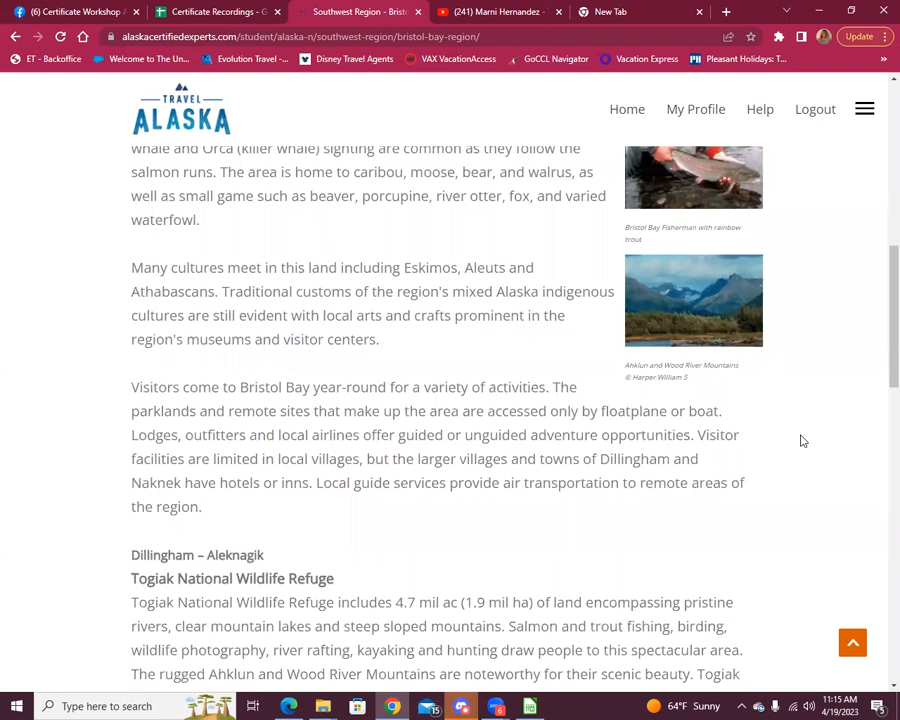 (6) Certificate Workshop A
Certificate Recordings - G
Southwest Region - Bristo
(241) Marni Hernandez -
New Tab
alaskacertifiedexperts.com/student/alaska-n/southwest-region/bristol-bay-region/
Update
ET - Backoffice
Welcome to The Un...
Evolution Travel -...
Disney Travel Agents
VAX VacationAccess
GoCCL Navigator
Vacation Express
Pleasant Holidays: T...
»
TRAVEL
ALASKA
Home
My Profile
Help
Logout
whale and Orca (killer whale) sighting are common as they follow the
salmon runs. The area is home to caribou, moose, bear, and walrus, as
well as small game such as beaver, porcupine, river otter, fox, and varied
waterfowl.
Bristol Bay Fisherman with rainbow
trout
Many cultures meet in this land including Eskimos, Aleuts and
Athabascans. Traditional customs of the region's mixed Alaska indigenous
cultures are still evident with local arts and crafts prominent in the
region's museums and visitor centers.
Ahklun and Wood River Mountains
© Harper William S
Visitors come to Bristol Bay year-round for a variety of activities. The
parklands and remote sites that make up the area are accessed only by floatplane or boat.
Lodges, outfitters and local airlines offer guided or unguided adventure opportunities. Visitor
facilities are limited in local villages, but the larger villages and towns of Dillingham and
Naknek have hotels or inns. Local guide services provide air transportation to remote areas of
the region.
Dillingham – Aleknagik
Togiak National Wildlife Refuge
Togiak National Wildlife Refuge includes 4.7 mil ac (1.9 mil ha) of land encompassing pristine
rivers, clear mountain lakes and steep sloped mountains. Salmon and trout fishing, birding,
wildlife photography, river rafting, kayaking and hunting draw people to this spectacular area.
The rugged Ahklun and Wood River Mountains are noteworthy for their scenic beauty. Togiak
Type here to search
15
6
64°F Sunny
11:15 AM
4/19/2023
5